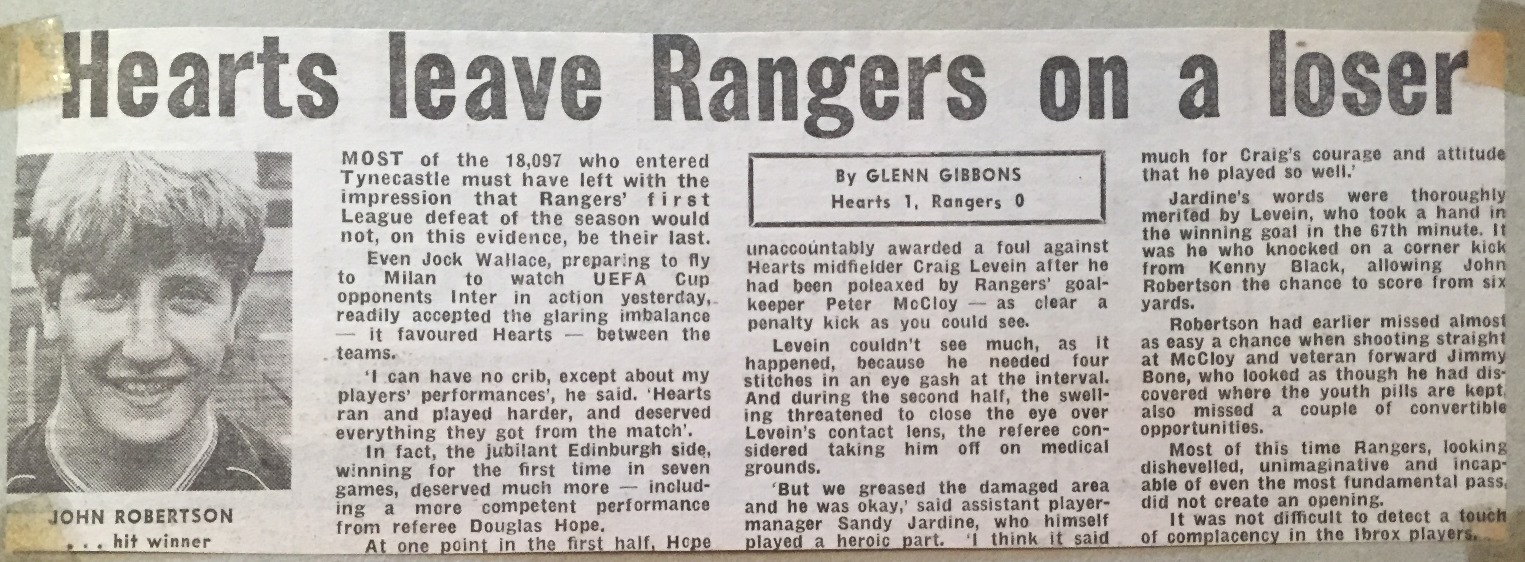 Hearts leave Rangers on a loser
JOHN ROBERTSON
. . . hit winner
MOST of the 18,097 who entered
Tynecastle must have left with the
impression that Rangers' first
League defeat of the season would
not, on this evidence, be their last.
Even Jock Wallace, preparing to fly
to Milan to watch UEFA Cup
opponents Inter in action yesterday,
readily accepted the glaring imbalance
— it favoured Hearts — between the
teams.
'I can have no crib, except about my
players' performances', he said. 'Hearts
ran and played harder, and deserved
everything they got from the match'.
In fact, the jubilant Edinburgh side,
winning for the first time in seven
games, deserved much more — includ-
ing a more competent performance
from referee Douglas Hope.
At one point in the first half, Hope
By GLENN GIBBONS
Hearts 1, Rangers 0
unaccountably awarded a foul against
Hearts midfielder Craig Levein after he
had been poleaxed by Rangers' goal-
keeper Peter McCloy — as clear a
penalty kick as you could see.
Levein couldn't see much, as it
happened, because he needed four
stitches in an eye gash at the interval.
And during the second half, the swell-
ing threatened to close the eye over
Levein's contact lens, the referee con-
sidered taking him off on medical
grounds.
'But we greased the damaged area
and he was okay,' said assistant player-
manager Sandy Jardine, who himself
played a heroic part. 'I think it said
much for Craig's courage and attitude
that he played so well.'
Jardine's words were thoroughly
merited by Levein, who took a hand in
the winning goal in the 67th minute. It
was he who knocked on a corner kick
from Kenny Black, allowing John
Robertson the chance to score from six
yards.
Robertson had earlier missed almost
as easy a chance when shooting straight
at McCloy and veteran forward Jimmy
Bone, who looked as though he had dis-
covered where the youth pills are kept,
also missed a couple of convertible
opportunities.
Most of this time Rangers, looking
dishevelled, unimaginative and incap-
able of even the most fundamental pass,
did not create an opening.
It was not difficult to detect a touch
of complacency in the Ibrox players.